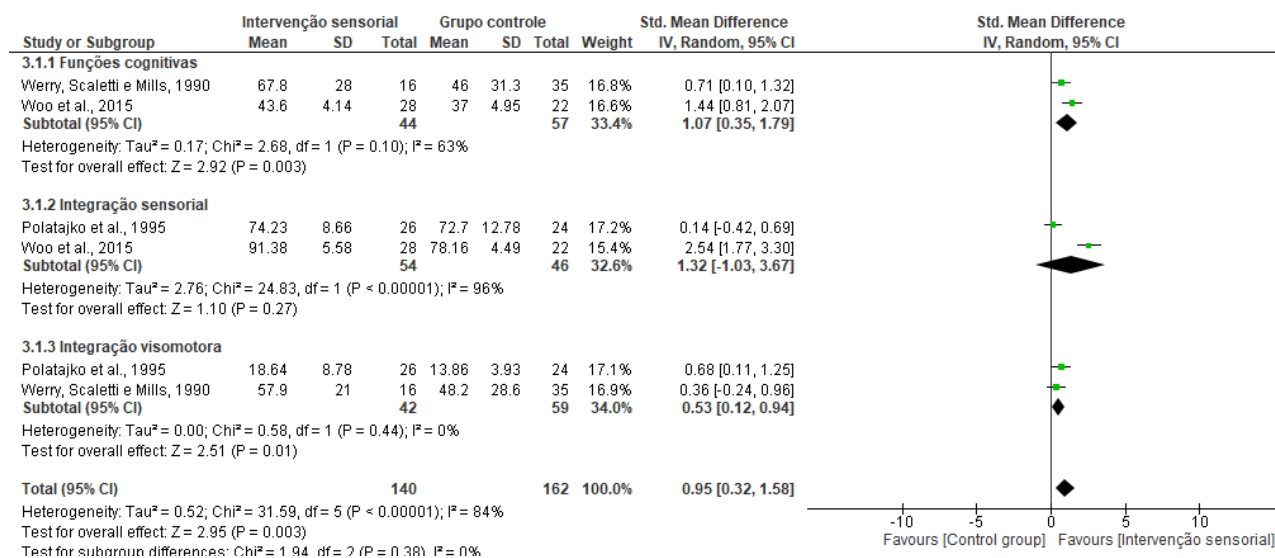 Intervenção sensorial Grupo controle Std. Mean Difference Std. Mean Difference
Study or Subgroup Mean SD Total Mean SD Total Weight IV, Random, 95% CI IV, Random, 95% CI
3.1.1 Funções cognitivas
Werry, Scaletti e Mills, 1990 67.8 28 16 46 31.3 35 16.8% 0.71 [0.10, 1.32]
Woo et al., 2015 43.6 4.14 28 37 4.95 22 16.6% 1.44 [0.81, 2.07]
Subtotal (95% CI) 44 57 33.4% 1.07 [0.35, 1.79]
Heterogeneity: Tau² = 0.17; Chi² = 2.68, df = 1 (P = 0.10); I² = 63%
Test for overall effect: Z = 2.92 (P = 0.003)
3.1.2 Integração sensorial
Polatajko et al., 1995 74.23 8.66 26 72.7 12.78 24 17.2% 0.14 [-0.42, 0.69]
Woo et al., 2015 91.38 5.58 28 78.16 4.49 22 15.4% 2.54 [1.77, 3.30]
Subtotal (95% CI) 54 46 32.6% 1.32 [-1.03, 3.67]
Heterogeneity: Tau² = 2.76; Chi² = 24.83, df = 1 (P < 0.00001); I² = 96%
Test for overall effect: Z = 1.10 (P = 0.27)
3.1.3 Integração visomotora
Polatajko et al., 1995 18.64 8.78 26 13.86 3.93 24 17.1% 0.68 [0.11, 1.25]
Werry, Scaletti e Mills, 1990 57.9 21 16 48.2 28.6 35 16.9% 0.36 [-0.24, 0.96]
Subtotal (95% CI) 42 59 34.0% 0.53 [0.12, 0.94]
Heterogeneity: Tau² = 0.00; Chi² = 0.58, df = 1 (P = 0.44); I² = 0%
Test for overall effect: Z = 2.51 (P = 0.01)
Total (95% CI) 140 162 100.0% 0.95 [0.32, 1.58]
Heterogeneity: Tau² = 0.52; Chi² = 31.59, df = 5 (P < 0.00001); I² = 84%
Test for overall effect: Z = 2.95 (P = 0.003)
Test for subgroup differences: Chi² = 1.94, df = 2 (P = 0.38), I² = 0%
-10 -5 0 5 10
Favours [Control group] Favours [Intervenção sensorial]